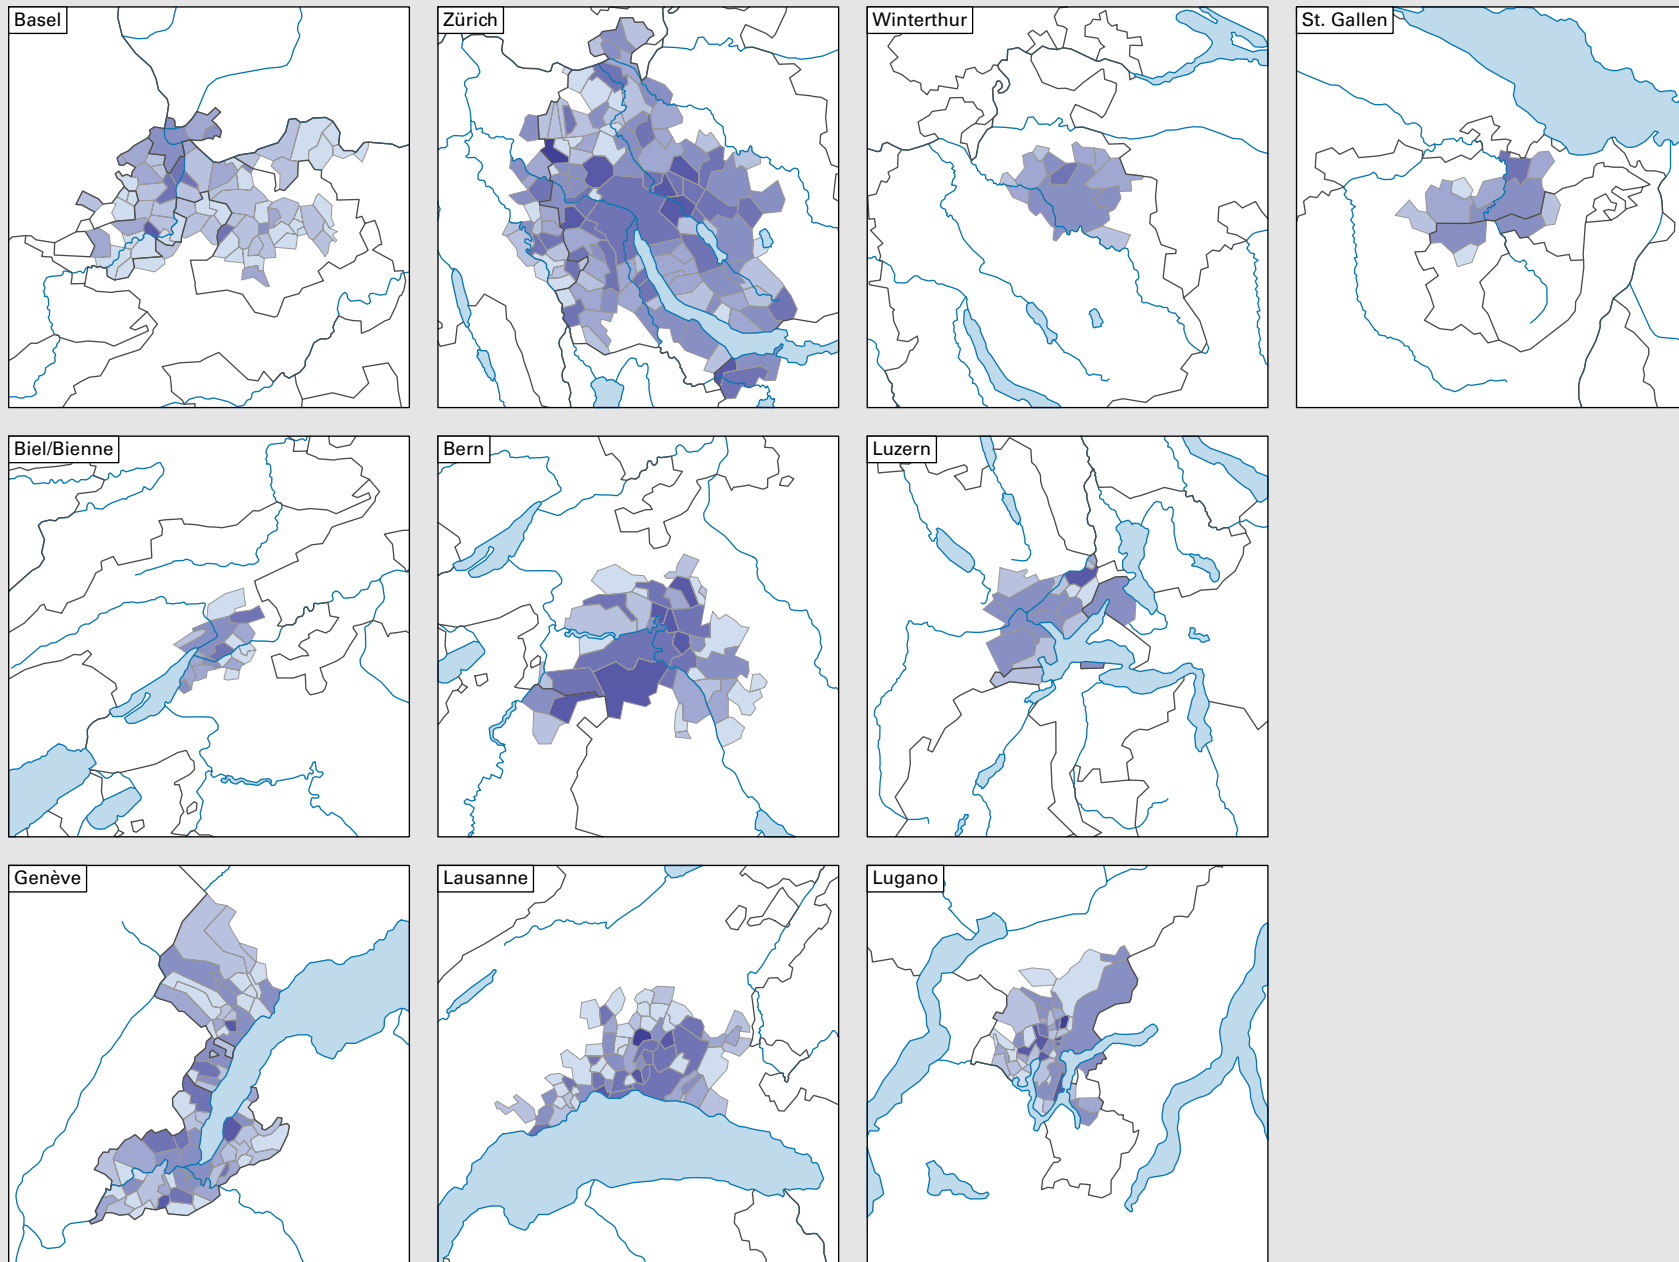 Basel
Zürich
Winterthur
St. Gallen
Biel/Bienne
Bern
Luzern
Genève
Lausanne
Lugano